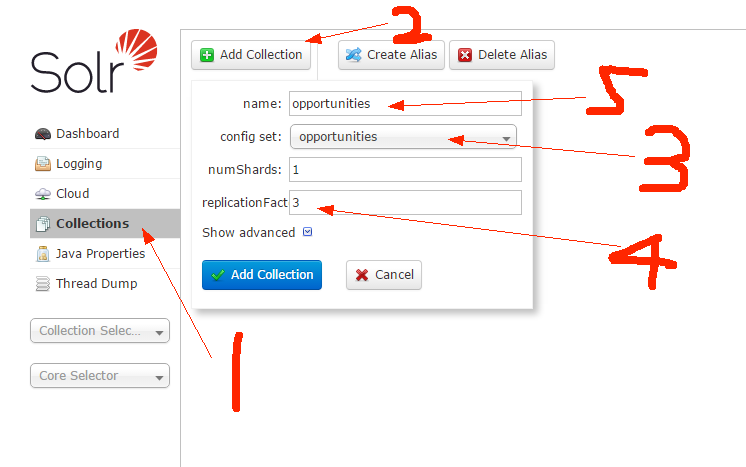 Solr
Dashboard
Logging
Cloud
Collections
Java Properties
Thread Dump
Collection Selec...
Core Selector
2
Add Collection Create Alias Delete Alias
name: opportunities
5
config set: opportunities
3
numShards: 1
replicationFact 3
4
Show advanced
Add Collection Cancel
1